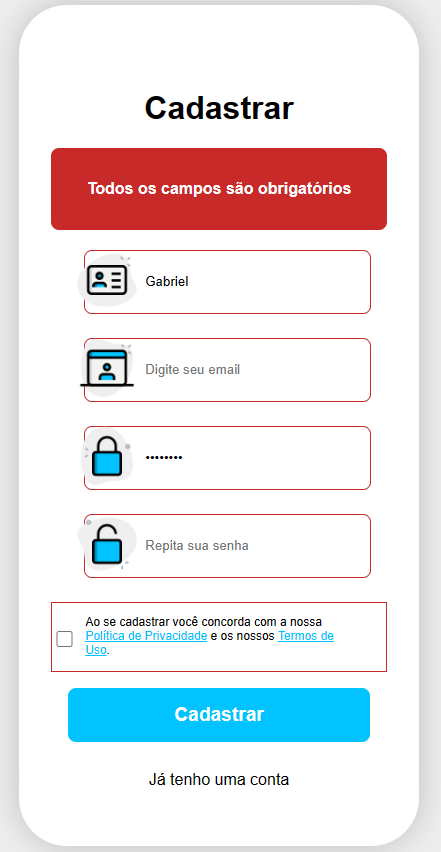 Cadastrar
Todos os campos são obrigatórios
Gabriel
Digite seu email
••••••••
Repita sua senha
Ao se cadastrar você concorda com a nossa
Política de Privacidade e os nossos Termos de
Uso.
Cadastrar
Já tenho uma conta